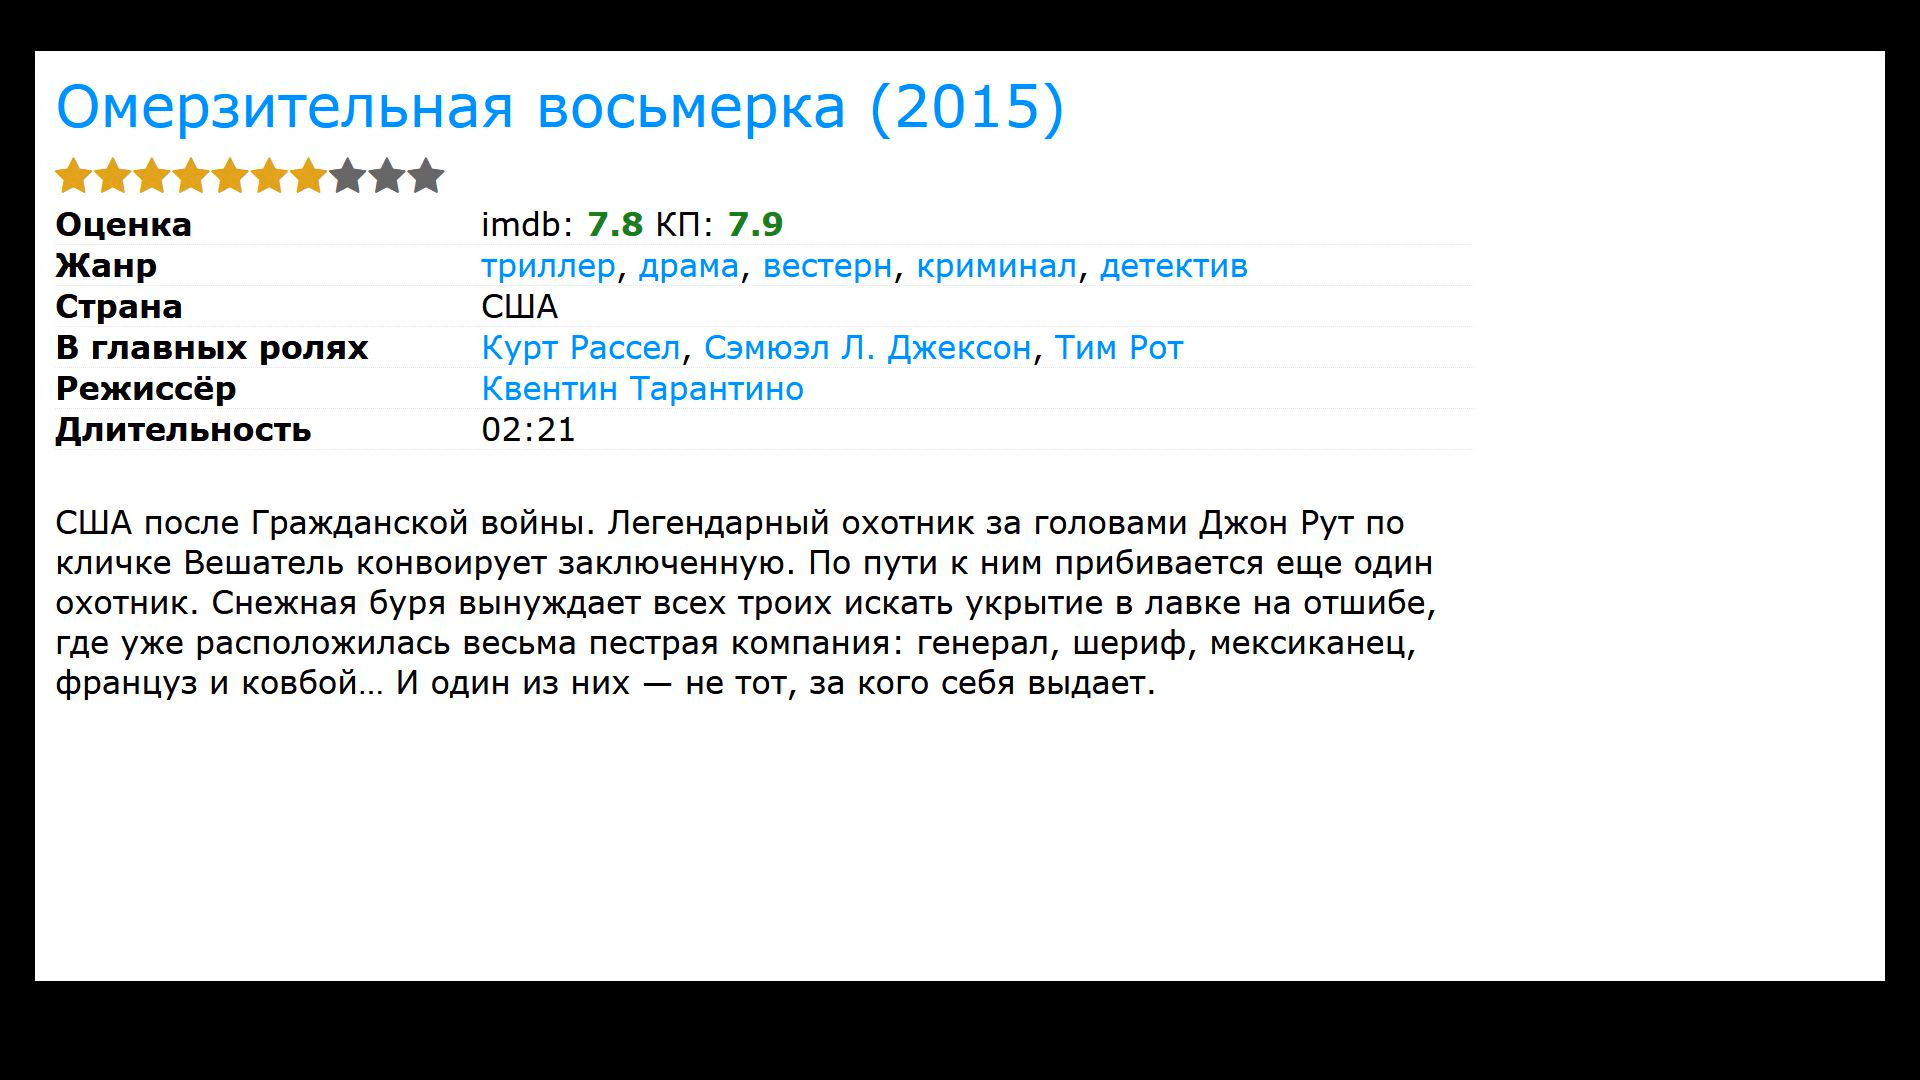 Омерзительная восьмерка (2015)
Оценка imdb: 7.8 КП: 7.9
Жанр триллер, драма, вестерн, криминал, детектив
Страна США
В главных ролях Курт Рассел, Сэмюэл Л. Джексон, Тим Рот
Режиссёр Квентин Тарантино
Длительность 02:21
США после Гражданской войны. Легендарный охотник за головами Джон Рут по
кличке Вешатель конвоирует заключенную. По пути к ним прибивается еще один
охотник. Снежная буря вынуждает всех троих искать укрытие в лавке на отшибе,
где уже расположилась весьма пестрая компания: генерал, шериф, мексиканец,
француз и ковбой… И один из них — не тот, за кого себя выдает.